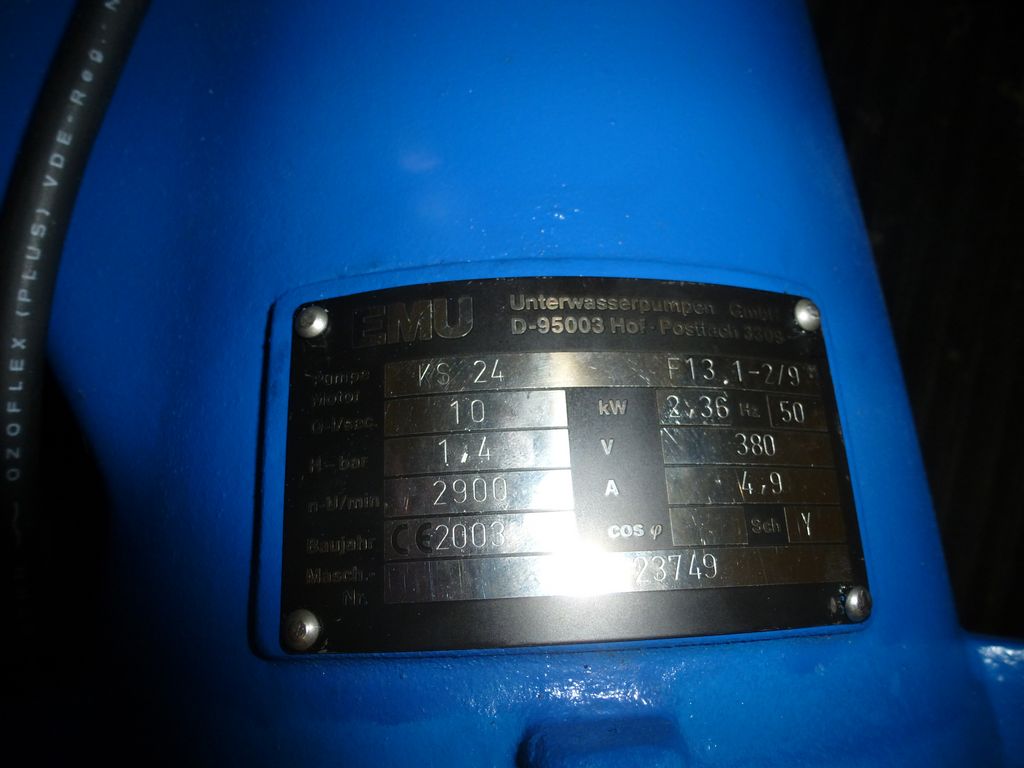 OZOFLEX (PLUS) VDE-Reg.
EMU Unterwasserpumpen GmbH
D-95003 Hof · Postfach 3309
Pumpe KS 24 F13.1-2/9
Motor
Q-l/sec. 10 kW 2,36 Hz 50
H-bar 1,4 V 380
n-U/min 2900 A 4,9
Baujahr CE 2003 cos φ Sch Y
Masch.- 23749
Nr.